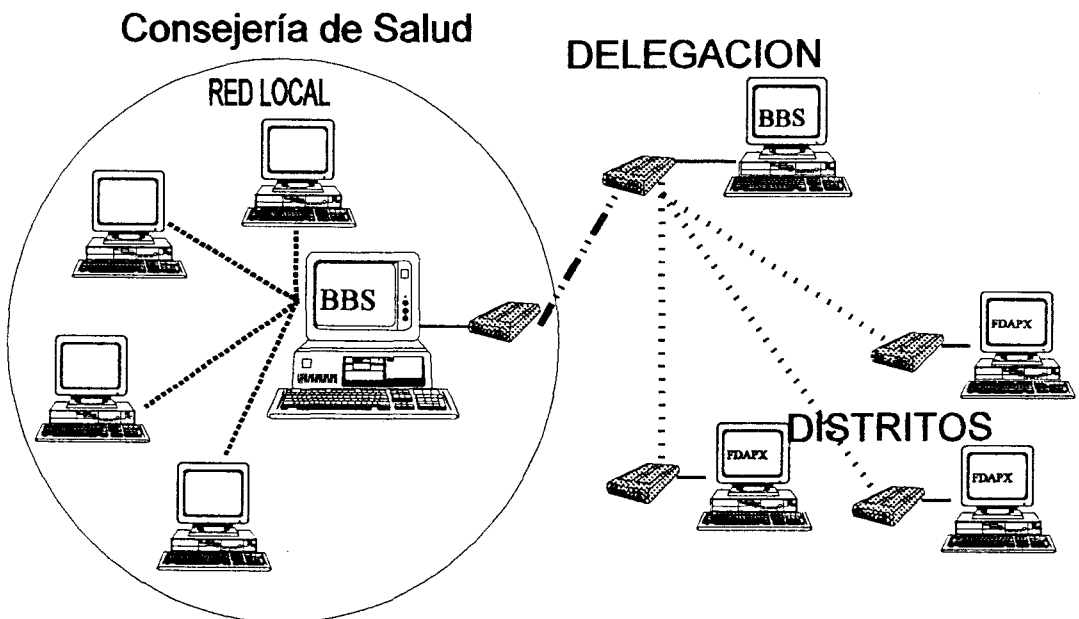 Consejería de Salud
DELEGACION
RED LOCAL
BBS
BBS
FDAPX
DISTRITOS
FDAPX
FDAPX